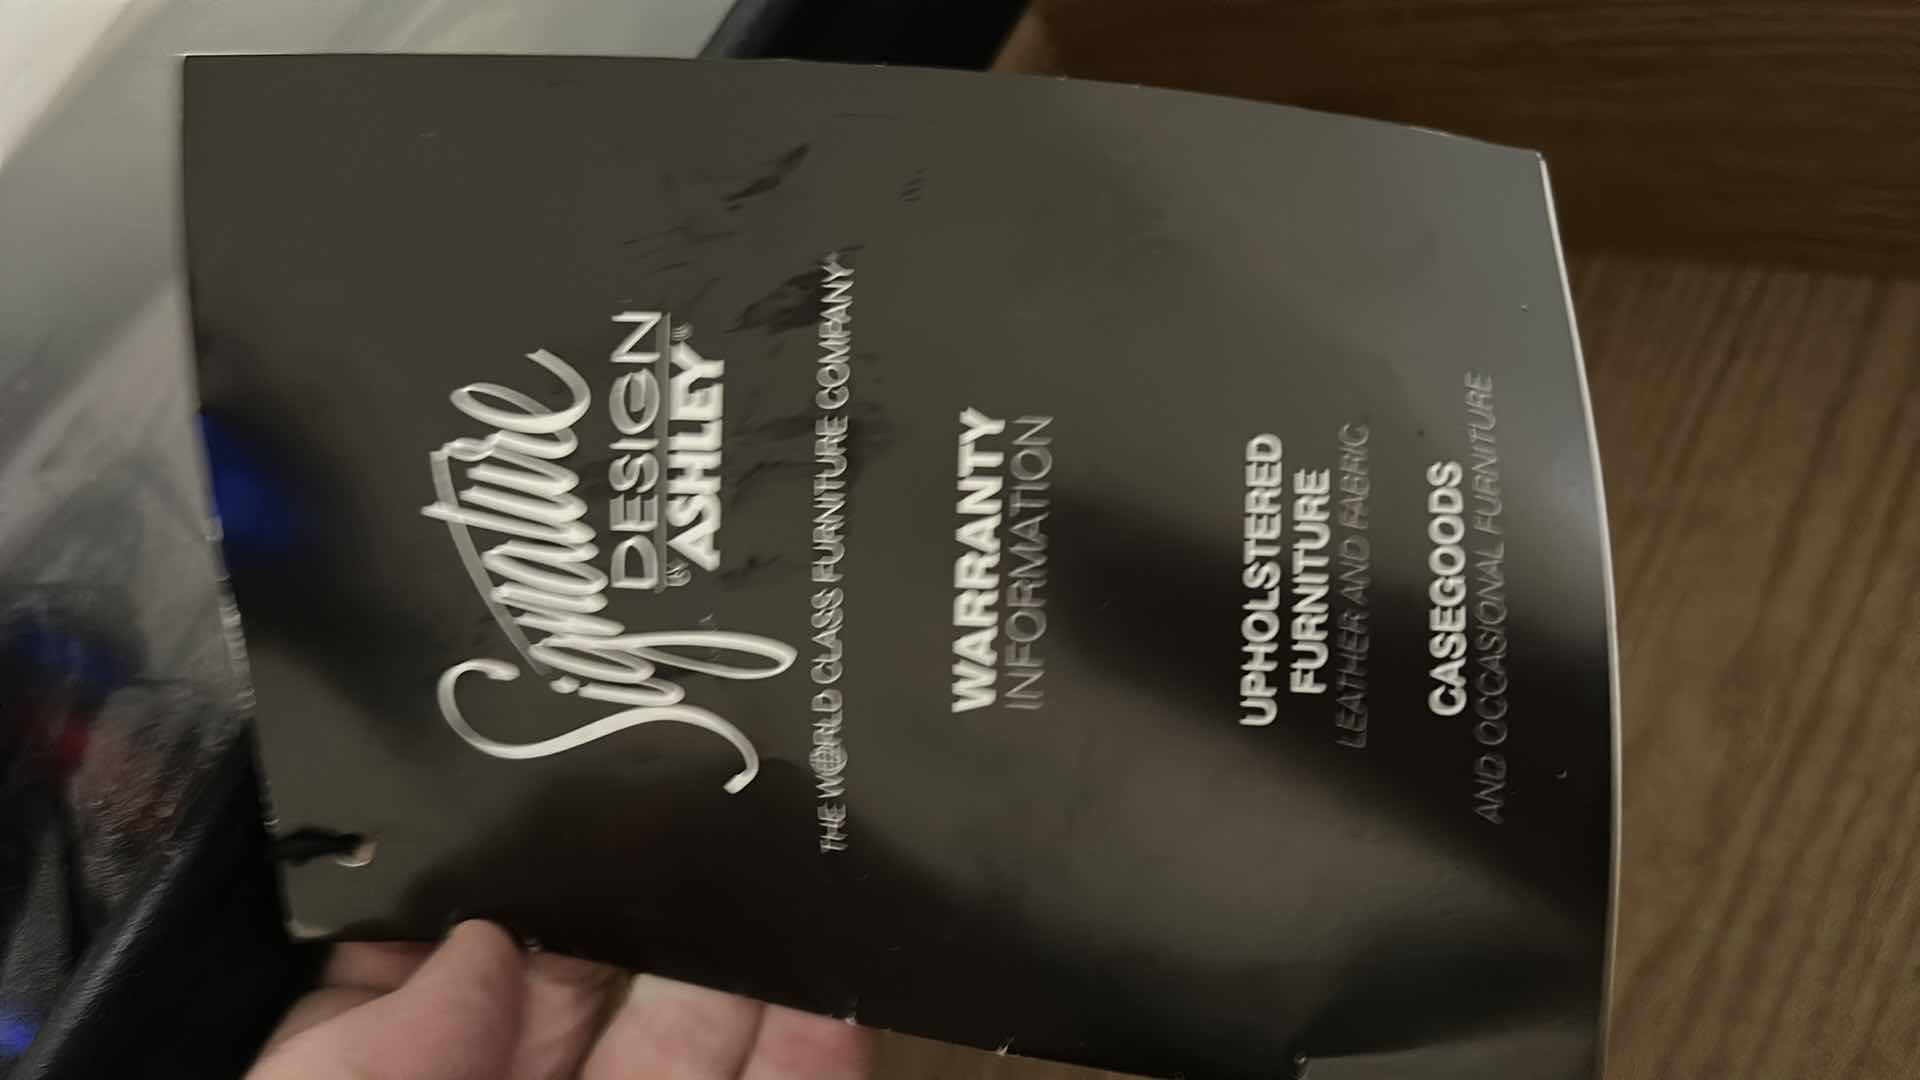 Signature
DESIGN
ASHLEY®
THE WORLD CLASS FURNITURE COMPANY
WARRANTY
INFORMATION
UPHOLSTERED
FURNITURE
LEATHER AND FABRIC
CASEGOODS
AND OCCASIONAL FURNITURE